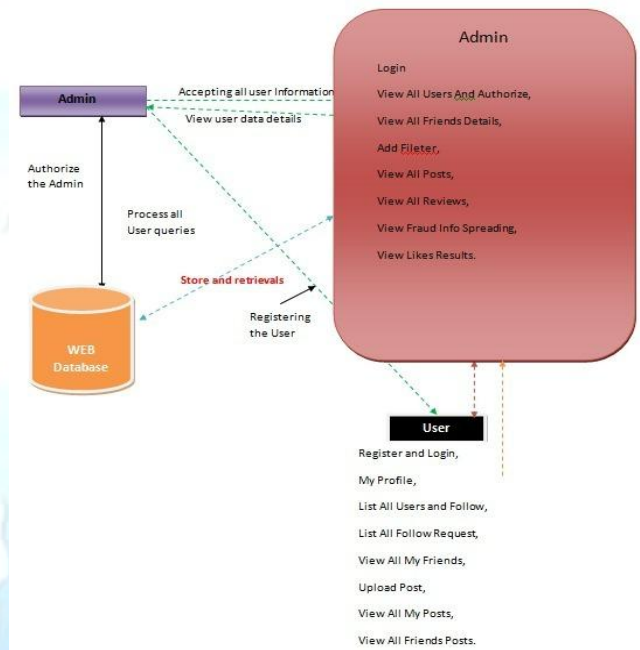 Admin
Login
View All Users And Authorize,
View All Friends Details,
Add Fileter,
View All Posts,
View All Reviews,
View Fraud Info Spreading,
View Likes Results.
Admin
Accepting all user Information
View user data details
Authorize
the Admin
Process all
User queries
Store and retrievals
Registering
the User
WEB
Database
User
Register and Login,
My Profile,
List All Users and Follow,
List All Follow Request,
View All My Friends,
Upload Post,
View All My Posts,
View All Friends Posts.